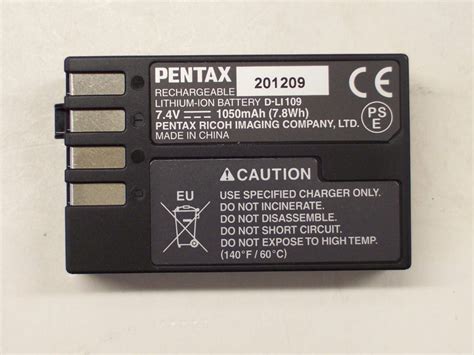 PENTAX
201209
RECHARGEABLE
LITHIUM-ION BATTERY D-LI109
7.4V⎓ 1050mAh (7.8Wh)
PENTAX RICOH IMAGING COMPANY, LTD.
MADE IN CHINA
CE
PS
E
⚠CAUTION
EU
USE SPECIFIED CHARGER ONLY.
DO NOT INCINERATE.
DO NOT DISASSEMBLE.
DO NOT SHORT CIRCUIT.
DO NOT EXPOSE TO HIGH TEMP.
(140°F / 60°C)